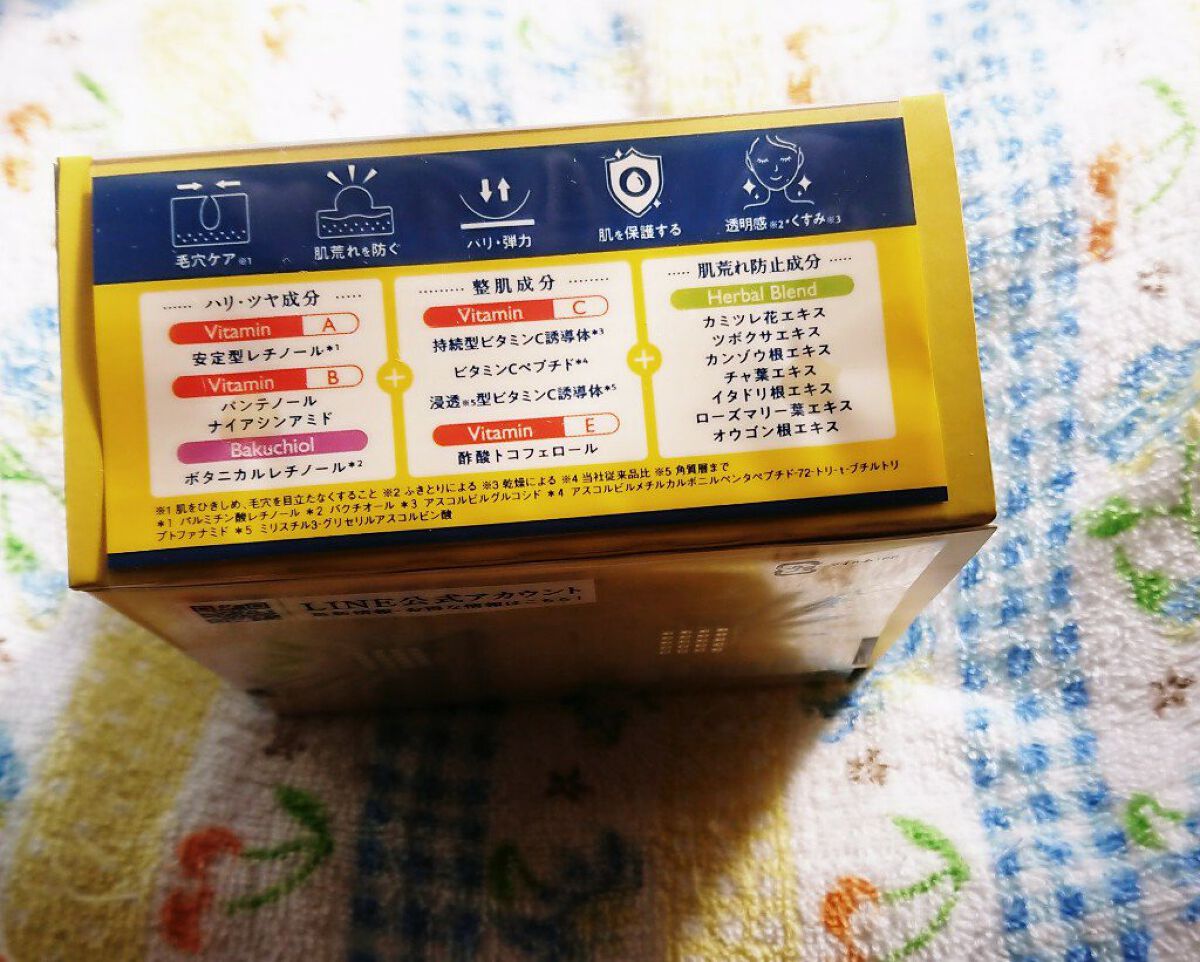 毛穴ケア※1
肌荒れを防ぐ
ハリ・弾力
肌を保護する
透明感※2・くすみ※3
ハリ・ツヤ成分
Vitamin A
安定型レチノール*1
Vitamin B
パンテノール
ナイアシンアミド
Bakuchiol
ボタニカルレチノール*2
+
整肌成分
Vitamin C
持続型ビタミンC誘導体*3
ビタミンCペプチド*4
浸透※5型ビタミンC誘導体*5
Vitamin E
酢酸トコフェロール
+
肌荒れ防止成分
Herbal Blend
カミツレ花エキス
ツボクサエキス
カンゾウ根エキス
チャ葉エキス
イタドリ根エキス
ローズマリー葉エキス
オウゴン根エキス
※1 肌をひきしめ、毛穴を目立たなくすること ※2 ふきとりによる ※3 乾燥による ※4 当社従来品比 ※5 角質層まで
*1 パルミチン酸レチノール *2 バクチオール *3 アスコルビルグルコシド *4 アスコルビルメチルカルボニルペンタペプチド-72-トリ-t-ブチルトリ
プトファナミド *5 ミリスチル3-グリセリルアスコルビン酸
LINE公式アカウント